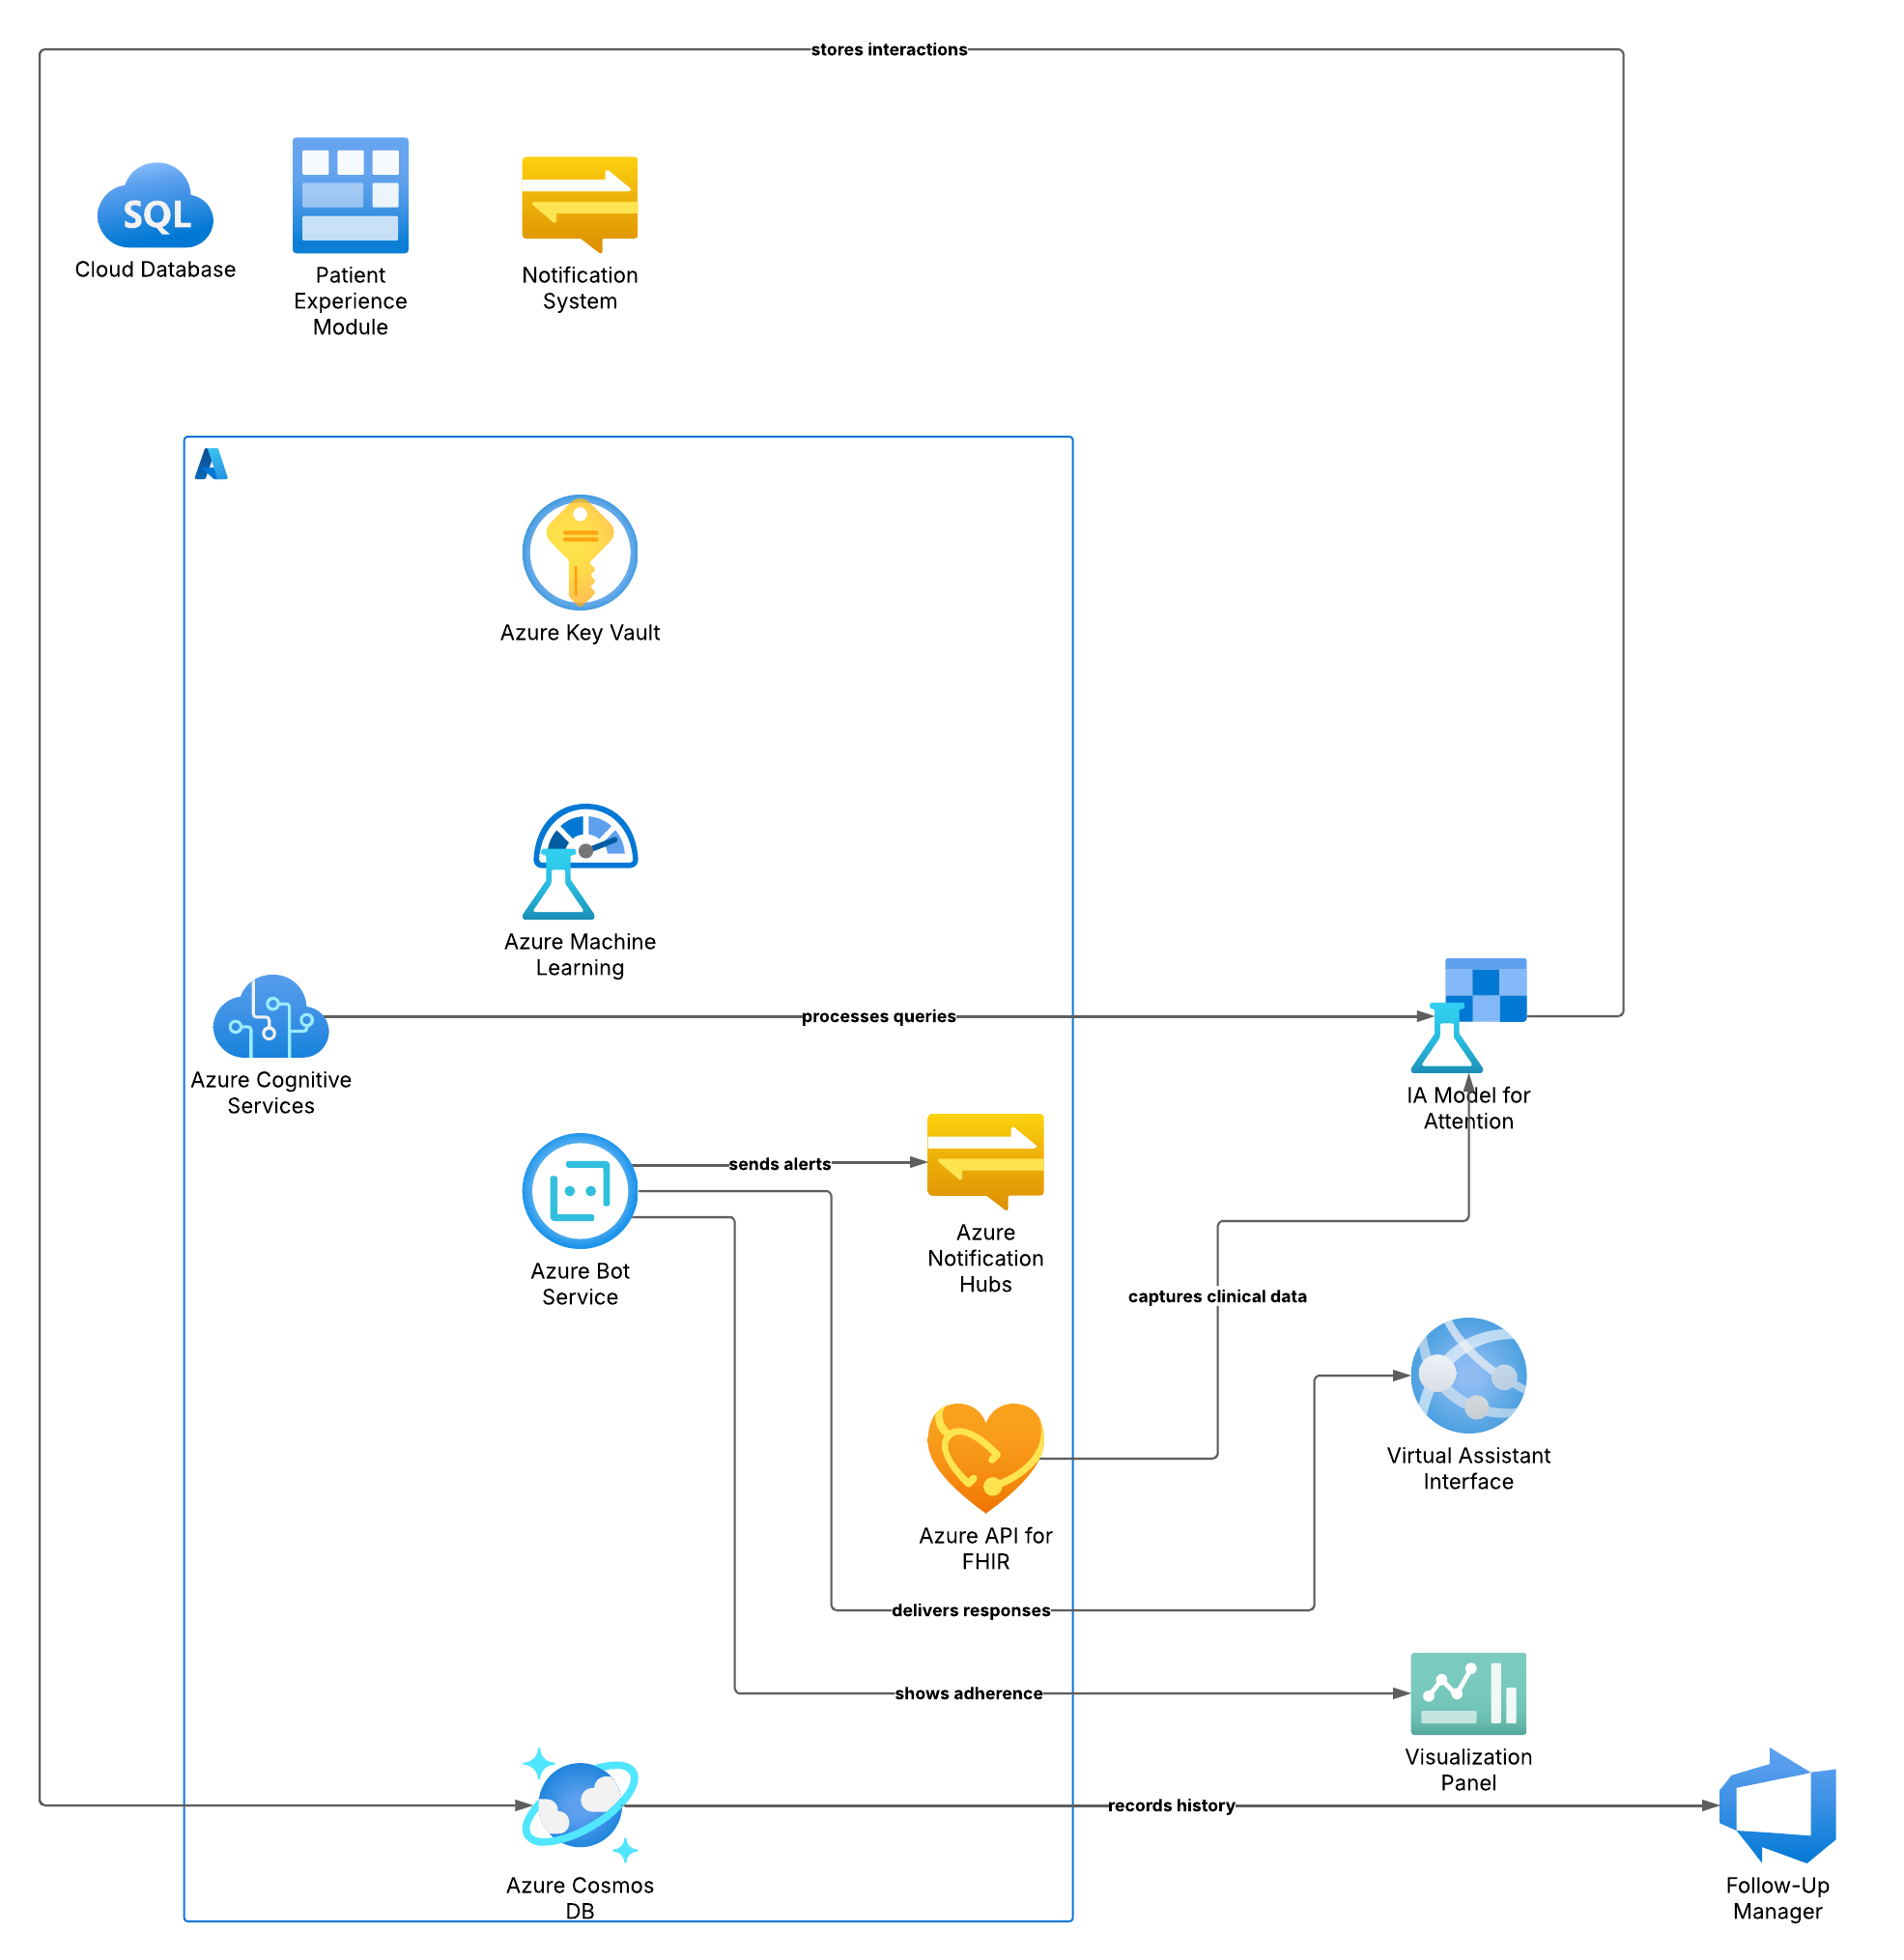 stores interactions
SQL
Cloud Database
Patient
Experience
Module
Notification
System
Azure Key Vault
Azure Machine
Learning
processes queries
Azure Cognitive
Services
IA Model for
Attention
sends alerts
Azure Bot
Service
Azure
Notification
Hubs
captures clinical data
Virtual Assistant
Interface
Azure API for
FHIR
delivers responses
shows adherence
Visualization
Panel
records history
Azure Cosmos
DB
Follow-Up
Manager